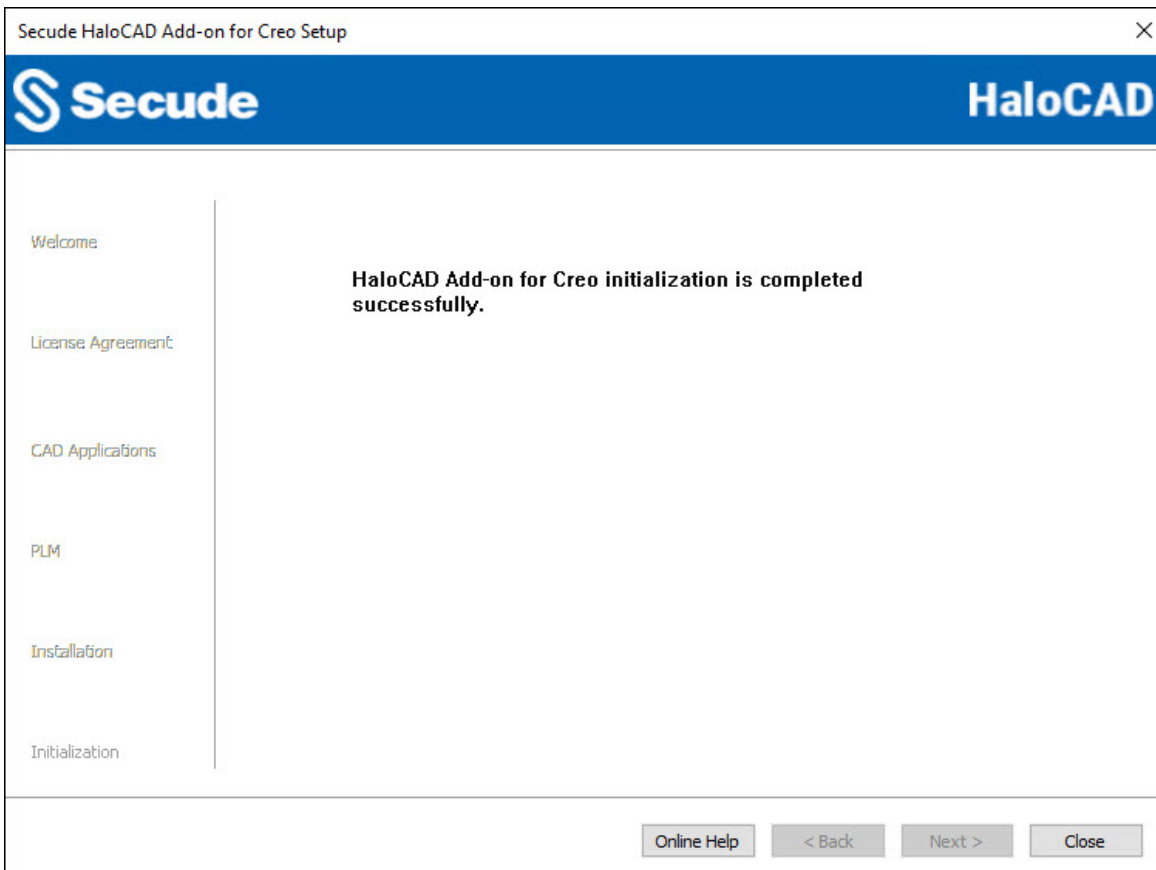 Secude HaloCAD Add-on for Creo Setup
Secude
HaloCAD
Welcome
License Agreement
CAD Applications
PLM
Installation
Initialization
HaloCAD Add-on for Creo initialization is completed
successfully.
Online Help
< Back
Next >
Close